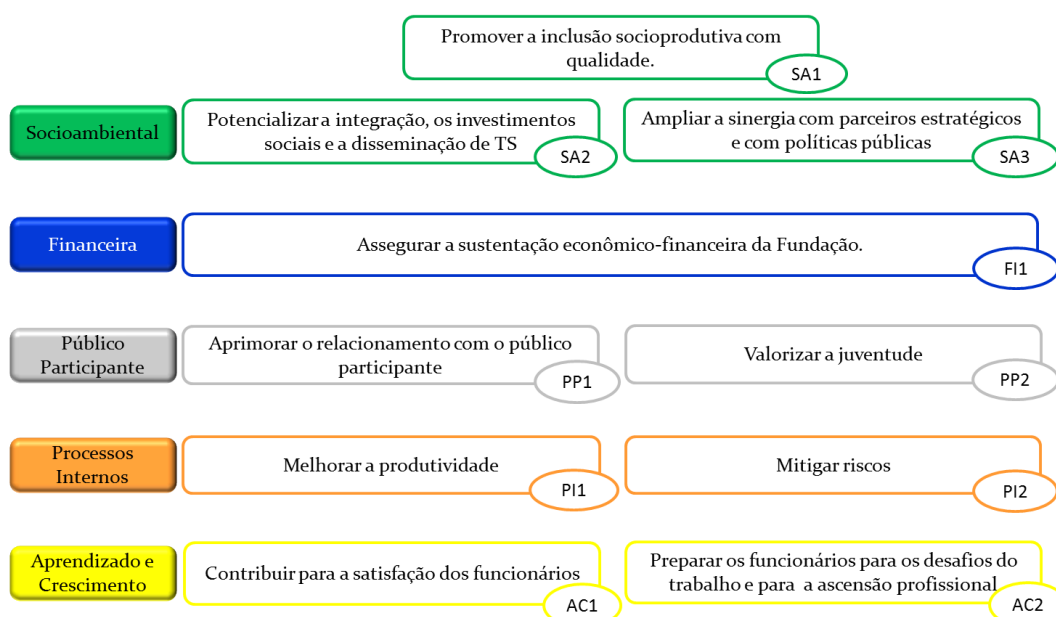 Promover a inclusão socioprodutiva com
qualidade.
SA1
Socioambiental
Potencializar a integração, os investimentos
sociais e a disseminação de TS
SA2
Ampliar a sinergia com parceiros estratégicos
e com políticas públicas
SA3
Financeira
Assegurar a sustentação econômico-financeira da Fundação.
FI1
Público
Participante
Aprimorar o relacionamento com o público
participante
PP1
Valorizar a juventude
PP2
Processos
Internos
Melhorar a produtividade
PI1
Mitigar riscos
PI2
Aprendizado e
Crescimento
Contribuir para a satisfação dos funcionários
AC1
Preparar os funcionários para os desafios do
trabalho e para a ascensão profissional
AC2